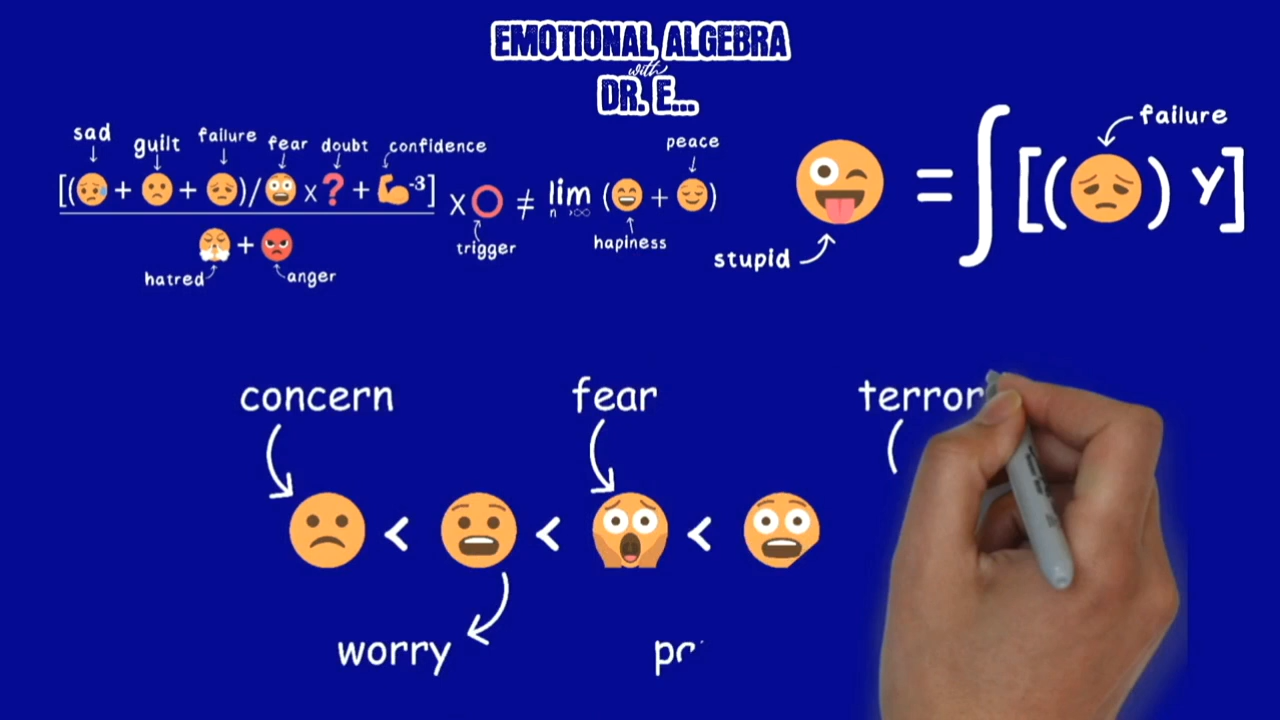 EMOTIONAL ALGEBRA
with
DR. E...
sad guilt failure fear doubt confidence
[(😥 + 🙁 + 😞)/😨 x ❓ + 💪⁻³] x ⭕ ≠ lim (😄 + 😌)
n →∞
😤 + 😡
hatred anger
trigger
peace
hapiness
failure
😜 = ∫ [(😞) y]
stupid
concern fear terror
🙁 < 😧 < 😱 < 😨
worry